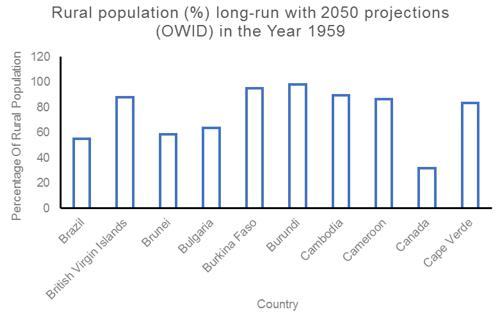 Rural population (%) long-run with 2050 projections
(OWID) in the Year 1959
Percentage Of Rural Population
120
100
80
60
40
20
0
Brazil
British Virgin Islands
Brunei
Bulgaria
Burkina Faso
Burundi
Cambodia
Cameroon
Canada
Cape Verde
Country